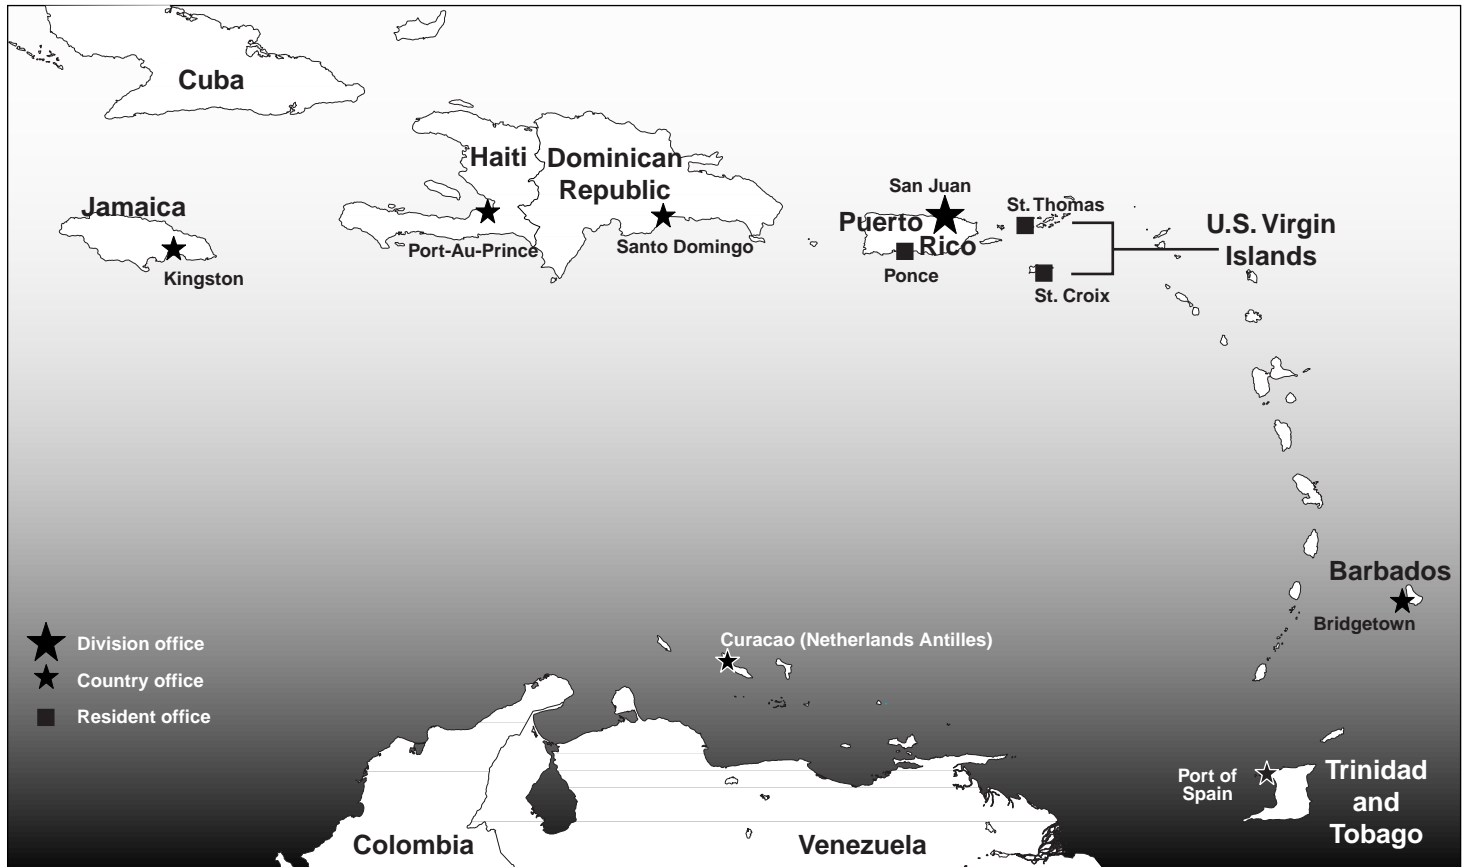 Cuba
Haiti
Dominican
Republic
Jamaica
San Juan
St. Thomas
Puerto
Rico
U.S. Virgin
Islands
Port-Au-Prince
Santo Domingo
Kingston
Ponce
St. Croix
Barbados
Bridgetown
Curacao (Netherlands Antilles)
Division office
Country office
Resident office
Port of
Spain
Trinidad
and
Tobago
Colombia
Venezuela